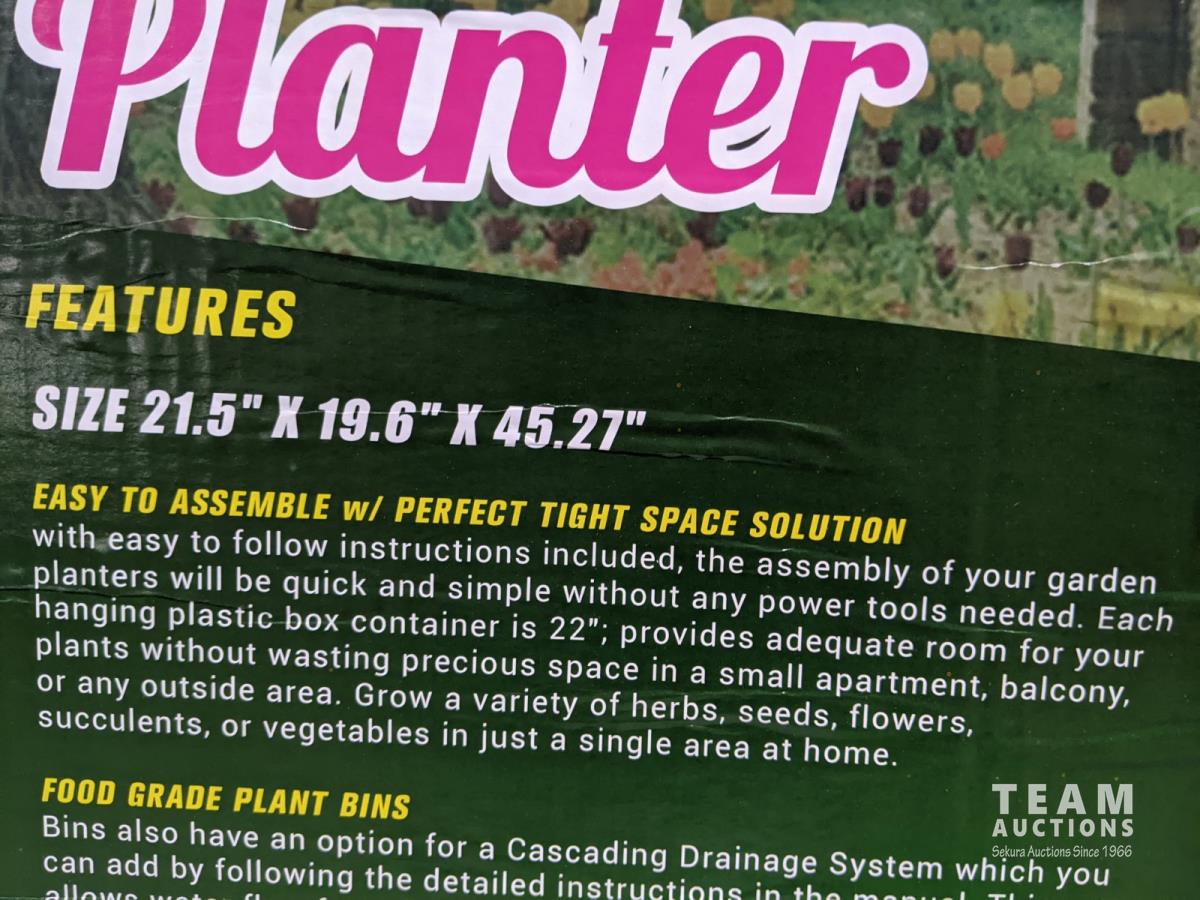 Planter
FEATURES
SIZE 21.5" X 19.6" X 45.27"
EASY TO ASSEMBLE w/ PERFECT TIGHT SPACE SOLUTION
with easy to follow instructions included, the assembly of your garden
planters will be quick and simple without any power tools needed. Each
hanging plastic box container is 22"; provides adequate room for your
plants without wasting precious space in a small apartment, balcony,
or any outside area. Grow a variety of herbs, seeds, flowers,
succulents, or vegetables in just a single area at home.
FOOD GRADE PLANT BINS
Bins also have an option for a Cascading Drainage System which you
can add by following the detailed instructions in the manual. This
allows water
TEAM
AUCTIONS
Sekura Auctions Since 1966